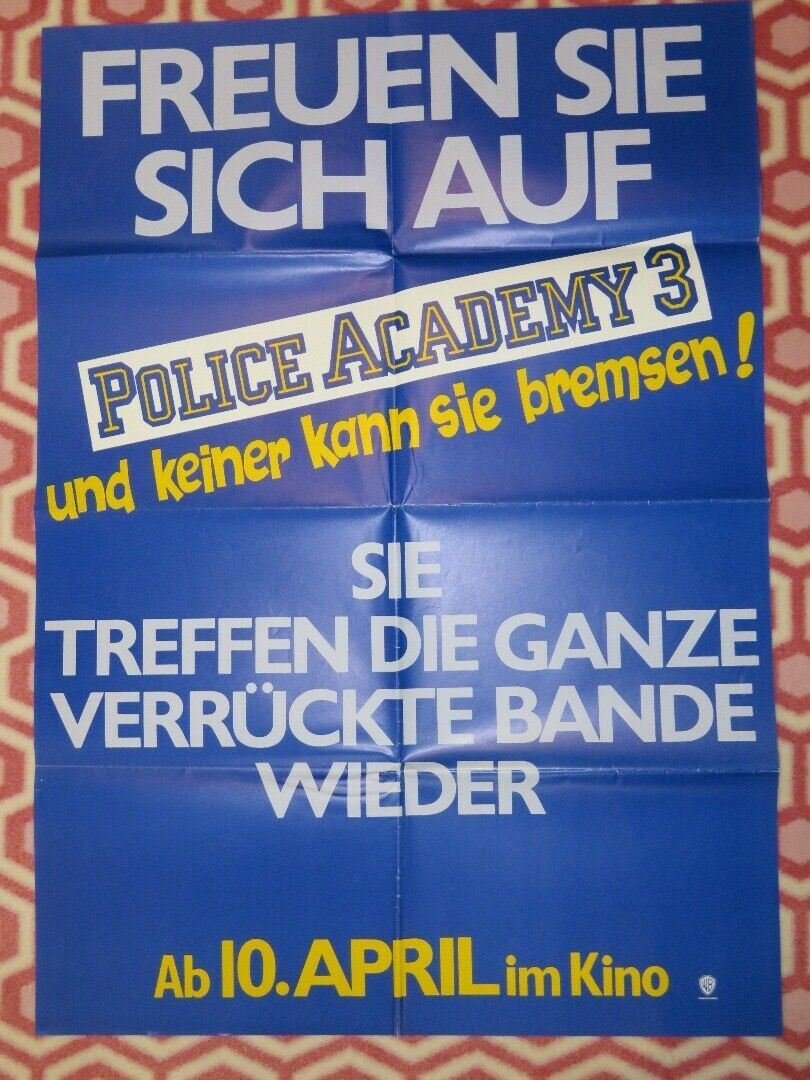 FREUEN SIE
SICH AUF
POLICE ACADEMY 3
und keiner kann sie bremsen!
SIE
TREFFEN DIE GANZE
VERRÜCKTE BANDE
WIEDER
Ab 10. APRIL im Kino
WB